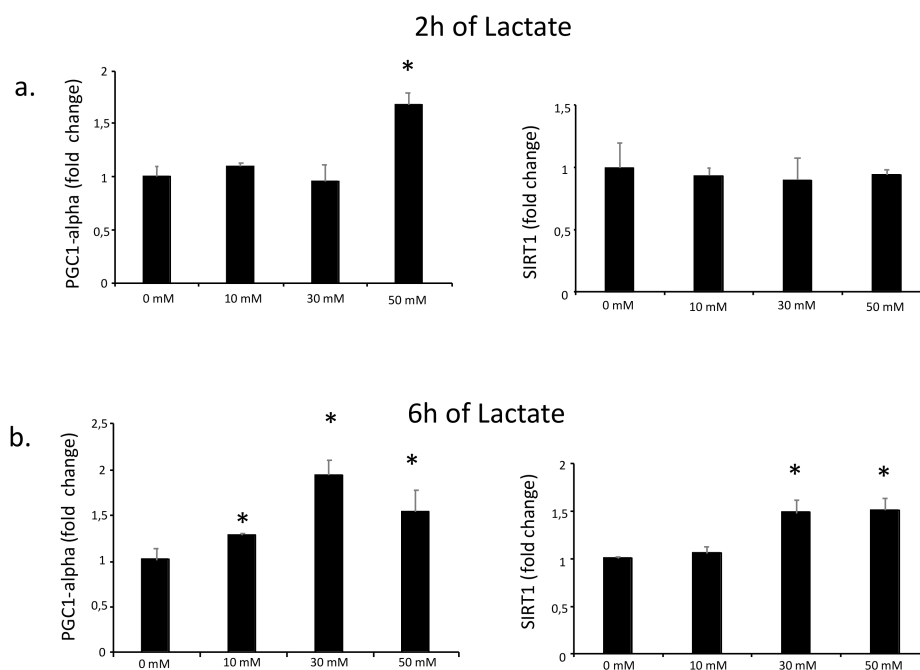 2h of Lactate
a.
PGC1-alpha (fold change)
2
1,5
1
0,5
0
*
0 mM 10 mM 30 mM 50 mM
SIRT1 (fold change)
1,5
1
0,5
0
0 mM 10 mM 30 mM 50 mM
6h of Lactate
b.
PGC1-alpha (fold change)
2,5
2
1,5
1
0,5
0
* * *
0 mM 10 mM 30 mM 50 mM
SIRT1 (fold change)
2
1,5
1
0,5
0
* *
0 mM 10 mM 30 mM 50 mM